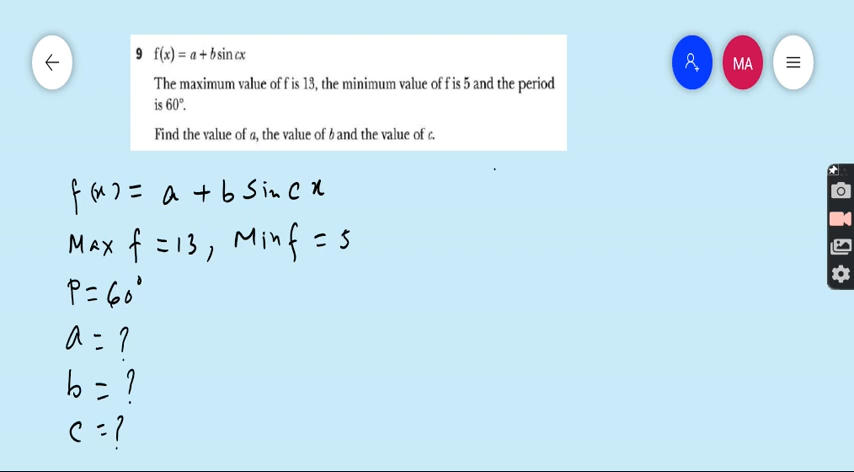 9 f(x) = a + b sin cx
The maximum value of f is 13, the minimum value of f is 5 and the period
is 60°.
Find the value of a, the value of b and the value of c.
MA
f(x) = a + b sin c x
Max f = 13, Min f = 5
P = 60°
a = ?
b = ?
c = ?